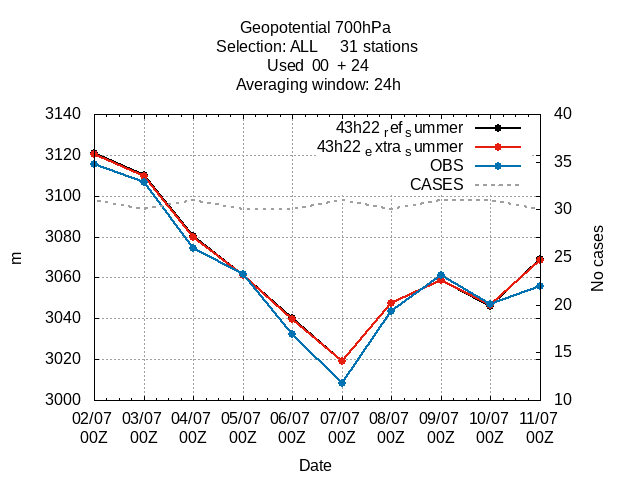 Geopotential 700hPa
Selection: ALL 31 stations
Used 00 + 24
Averaging window: 24h
43h22 refsummer
43h22 extrasummer
OBS
CASES
m
No cases
3140
3120
3100
3080
3060
3040
3020
3000
40
35
30
25
20
15
10
02/07 03/07 04/07 05/07 06/07 07/07 08/07 09/07 10/07 11/07
00Z 00Z 00Z 00Z 00Z 00Z 00Z 00Z 00Z 00Z
Date